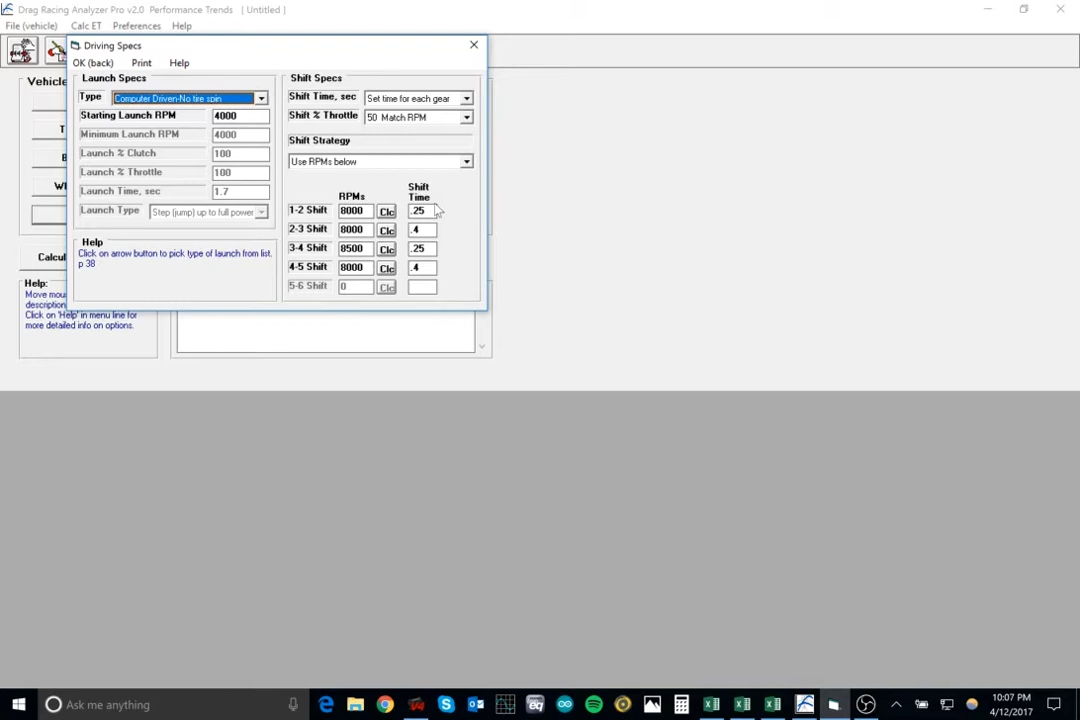 Drag Racing Analyzer Pro v2.0 Performance Trends [ Untitled ]
File (vehicle) Calc ET Preferences Help
Driving Specs
OK (back) Print Help
Vehicle
Launch Specs
Type Computer Driven-No tire spin
Starting Launch RPM 4000
Minimum Launch RPM 4000
Launch % Clutch 100
Launch % Throttle 100
Launch Time, sec 1.7
Launch Type Step (jump) up to full power
Help
Click on arrow button to pick type of launch from list.
p 38
Shift Specs
Shift Time, sec Set time for each gear
Shift % Throttle 50 Match RPM
Shift Strategy
Use RPMs below
RPMs Shift Time
1-2 Shift 8000 Clc .25
2-3 Shift 8000 Clc .4
3-4 Shift 8500 Clc .25
4-5 Shift 8000 Clc .4
5-6 Shift 0 Clc
T
B
Wh
Calcul
Help:
Move mou
description
Click on 'Help' in menu line for
more detailed info on options.
Ask me anything
10:07 PM
4/12/2017